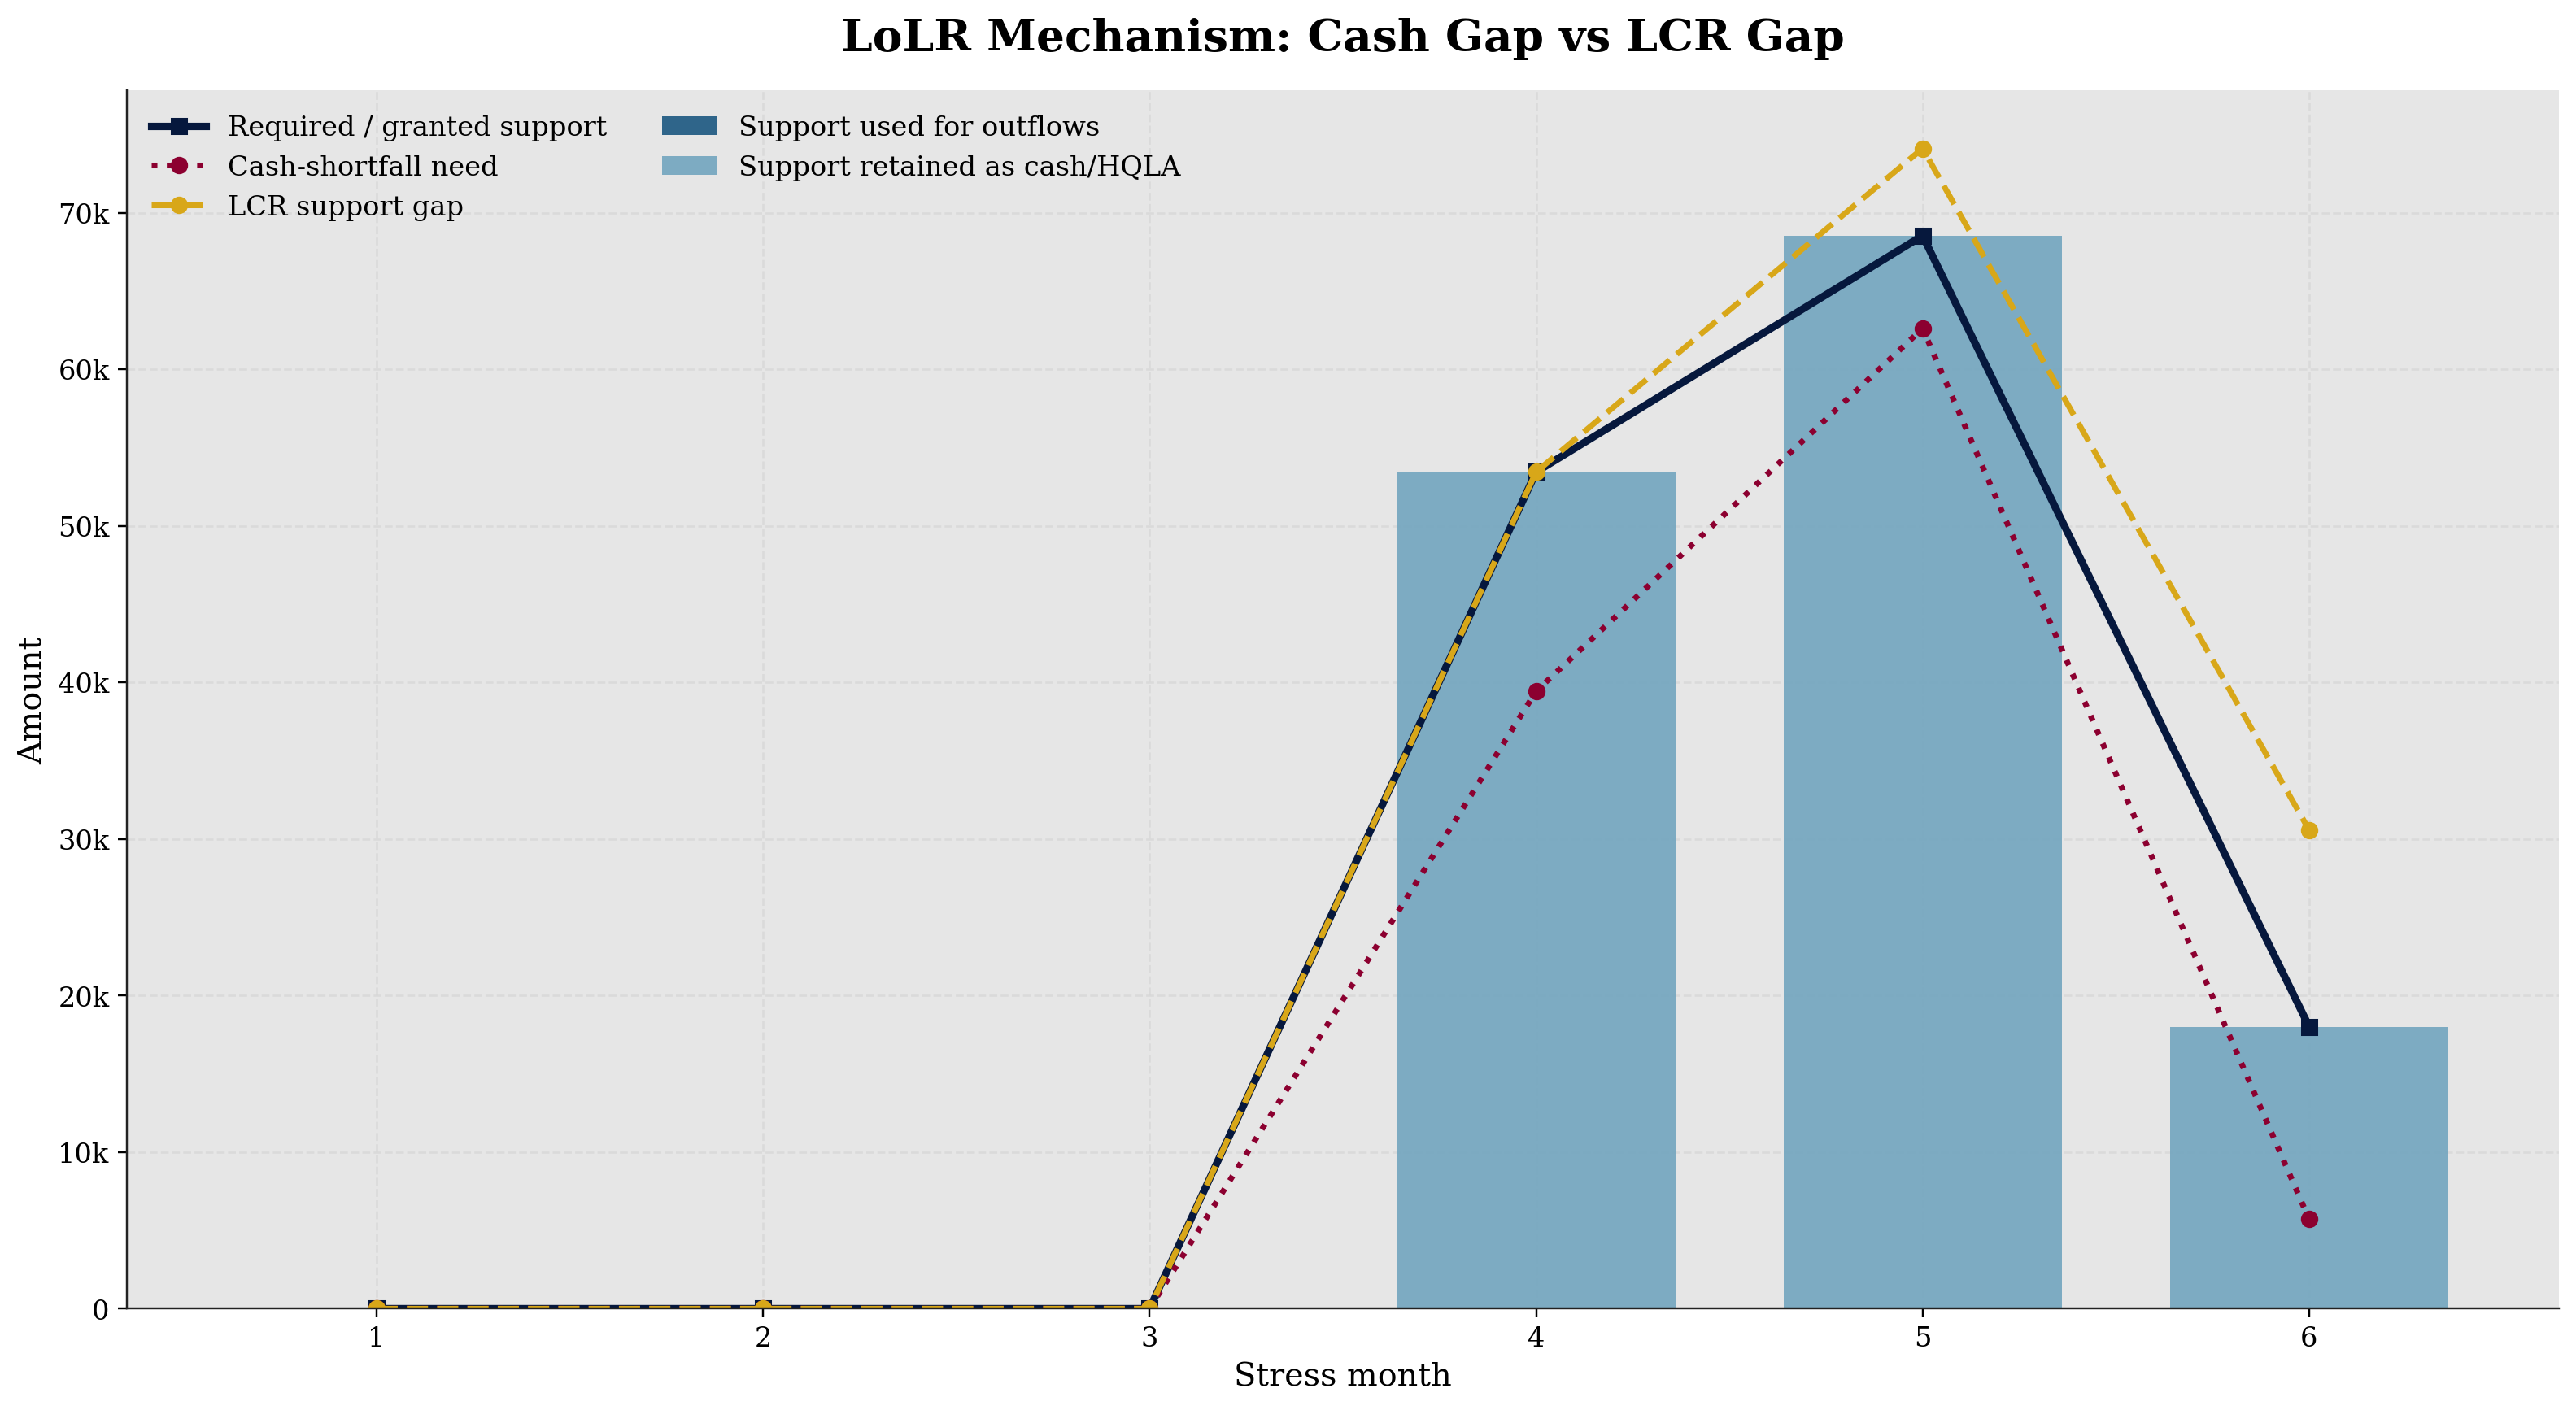 LoLR Mechanism: Cash Gap vs LCR Gap
Required / granted support
Cash-shortfall need
LCR support gap
Support used for outflows
Support retained as cash/HQLA
70k
60k
50k
40k
30k
20k
10k
0
Amount
1 2 3 4 5 6
Stress month